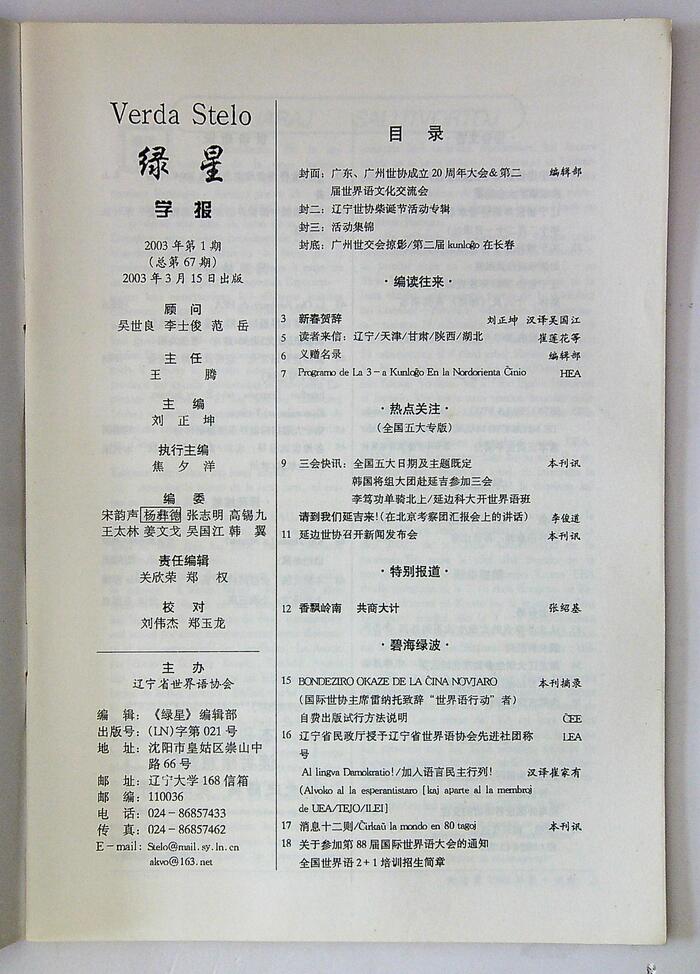 Verda Stelo
绿星
学报
2003年第1期
(总第67期)
2003年3月15日出版
顾 问
吴世良 李士俊 范 岳
主 任
王 腾
主 编
刘 正 坤
执行主编
焦 夕 洋
编 委
宋韵声 杨彝德 张志明 高锡九
王太林 姜文戈 吴国江 韩 翼
责任编辑
关欣荣 郑 权
校 对
刘伟杰 郑玉龙
主 办
辽宁省世界语协会
编 辑:《绿星》编辑部
出版号:(LN)字第021号
地 址:沈阳市皇姑区崇山中
路66号
邮 址:辽宁大学168信箱
邮 编:110036
电 话:024-86857433
传 真:024-86857462
E-mail:Stelo@mail.sy.ln.cn
akvo@163.net
目 录
封面:广东、广州世协成立20周年大会&第二 编辑部
届世界语文化交流会
封二:辽宁世协柴诞节活动专辑
封三:活动集锦
封底:广州世交会掠影/第二届kunloĝo在长春
·编读往来·
3 新春贺辞 刘正坤 汉译吴国江
5 读者来信:辽宁/天津/甘肃/陕西/湖北 崔莲花等
6 义赠名录 编辑部
7 Programo de La 3-a Kunloĝo En la Nordorienta Ĉinio HEA
·热点关注·
(全国五大专版)
9 三会快讯:全国五大日期及主题既定 本刊讯
韩国将组大团赴延吉参加三会
李笃功单骑北上/延边科大开世界语班
请到我们延吉来!(在北京考察团汇报会上的讲话) 李俊道
11 延边世协召开新闻发布会 本刊讯
·特别报道·
12 香飘岭南 共商大计 张绍基
·碧海绿波·
15 BONDEZIRO OKAZE DE LA ĈINA NOVJARO 本刊摘录
(国际世协主席雷纳托致辞“世界语行动”者)
自费出版试行方法说明 ĈEE
16 辽宁省民政厅授予辽宁省世界语协会先进社团称 LEA
号
Al lingva Damokratio!/加入语言民主行列! 汉译崔家有
(Alvoko al la esperantistaro [kaj aparte al la membroj
de UEA/TEJO/ILEI]
17 消息十二则/Ĉirkaŭ la mondo en 80 tagoj 本刊讯
18 关于参加第88届国际世界语大会的通知
全国世界语2+1培训招生简章